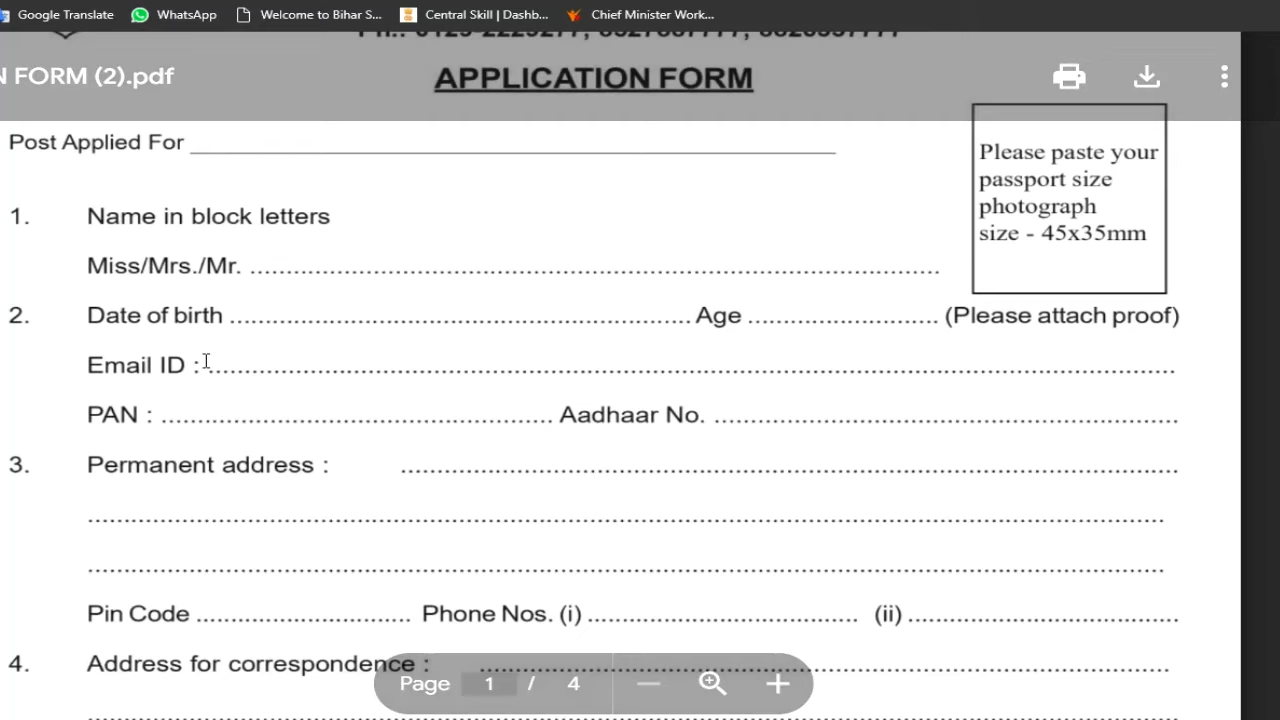 Google Translate WhatsApp Welcome to Bihar S... Central Skill | Dashb... Chief Minister Work...
N FORM (2).pdf
APPLICATION FORM
Post Applied For ______________________________
Please paste your
passport size
photograph
size - 45x35mm
1. Name in block letters
Miss/Mrs./Mr. ..............................
2. Date of birth .............................. Age .................... (Please attach proof)
Email ID : ..............................
PAN : .............................. Aadhaar No. ..............................
3. Permanent address : ..............................
..............................
..............................
Pin Code .................... Phone Nos. (i) .................... (ii) ....................
4. Address for correspondence : ..............................
..............................
Page 1 / 4